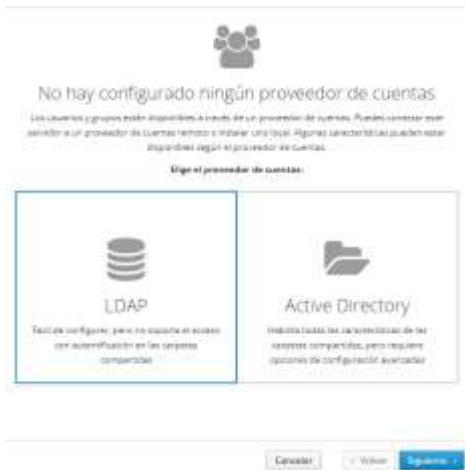 No hay configurado ningún proveedor de cuentas
Los usuarios y grupos están disponibles a través de un proveedor de cuentas. Puedes conectar este
servidor a un proveedor de cuentas remoto o instalar uno local. Algunas características pueden estar
disponibles según el proveedor de cuentas.
Elige el proveedor de cuentas:
LDAP
Fácil de configurar, pero no soporta el acceso
con autentificación en las carpetas
compartidas
Active Directory
Habilita todas las características de las
carpetas compartidas, pero requiere
opciones de configuración avanzadas
Cancelar
‹ Volver
Siguiente ›